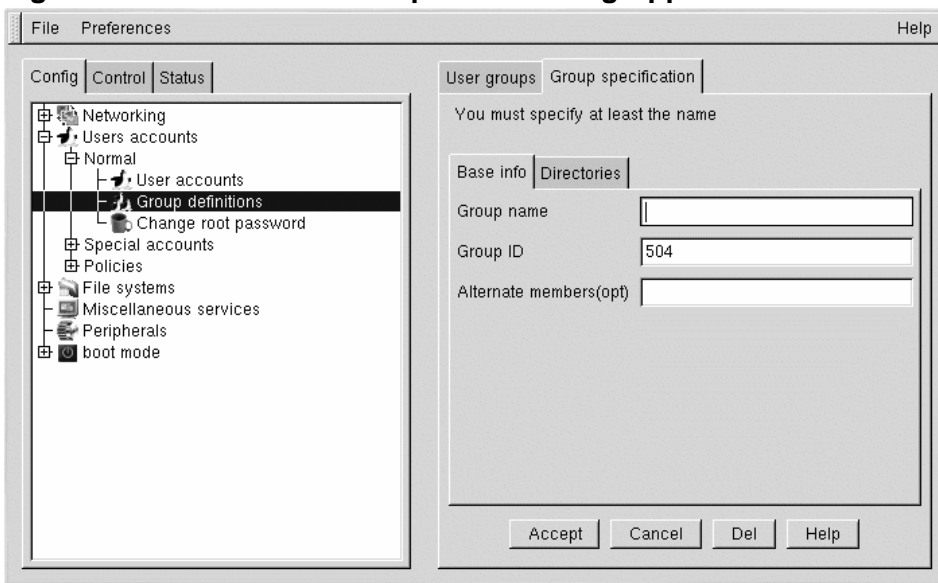 File Preferences Help
Config Control Status
Networking
Users accounts
Normal
User accounts
Group definitions
Change root password
Special accounts
Policies
File systems
Miscellaneous services
Peripherals
boot mode
User groups Group specification
You must specify at least the name
Base info Directories
Group name
Group ID 504
Alternate members(opt)
Accept Cancel Del Help